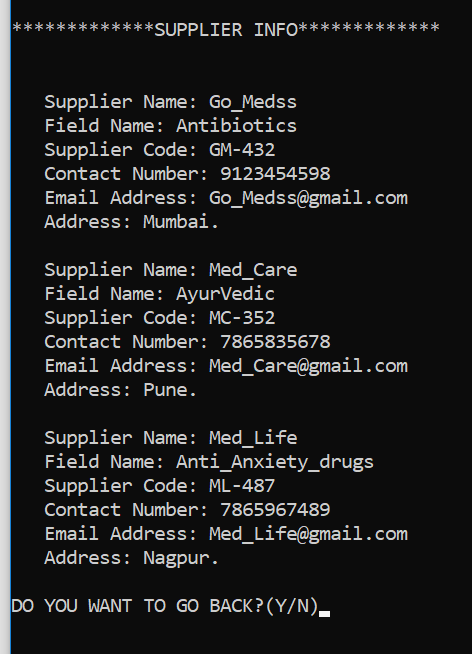 *************SUPPLIER INFO*************
Supplier Name: Go_Medss
Field Name: Antibiotics
Supplier Code: GM-432
Contact Number: 9123454598
Email Address: Go_Medss@gmail.com
Address: Mumbai.
Supplier Name: Med_Care
Field Name: AyurVedic
Supplier Code: MC-352
Contact Number: 7865835678
Email Address: Med_Care@gmail.com
Address: Pune.
Supplier Name: Med_Life
Field Name: Anti_Anxiety_drugs
Supplier Code: ML-487
Contact Number: 7865967489
Email Address: Med_Life@gmail.com
Address: Nagpur.
DO YOU WANT TO GO BACK?(Y/N)